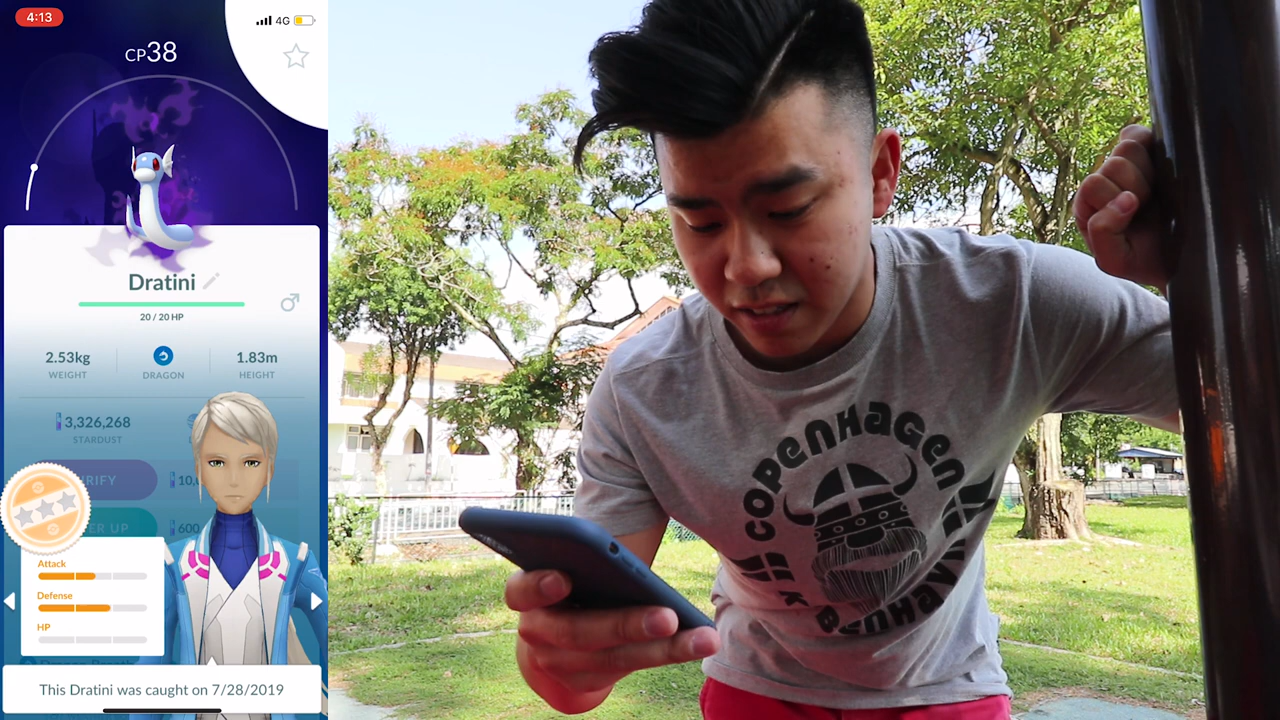 4:13
4G
CP38
Dratini
20 / 20 HP
2.53kg
WEIGHT
DRAGON
1.83m
HEIGHT
3,326,268
STARDUST
RIFY
10,
ER UP
600
Attack
Defense
HP
This Dratini was caught on 7/28/2019
COPENHAGEN